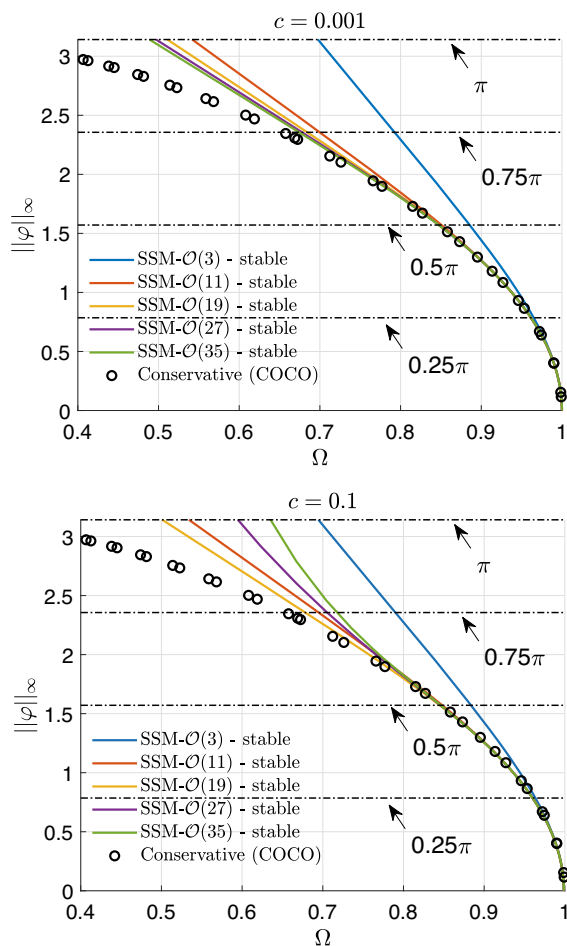 c = 0.001
||φ||∞
3
2.5
2
1.5
1
0.5
0
π
0.75π
0.5π
0.25π
SSM-𝒪(3) - stable
SSM-𝒪(11) - stable
SSM-𝒪(19) - stable
SSM-𝒪(27) - stable
SSM-𝒪(35) - stable
Conservative (COCO)
0.4 0.5 0.6 0.7 0.8 0.9 1
Ω
c = 0.1
||φ||∞
3
2.5
2
1.5
1
0.5
0
π
0.75π
0.5π
0.25π
SSM-𝒪(3) - stable
SSM-𝒪(11) - stable
SSM-𝒪(19) - stable
SSM-𝒪(27) - stable
SSM-𝒪(35) - stable
Conservative (COCO)
0.4 0.5 0.6 0.7 0.8 0.9 1
Ω